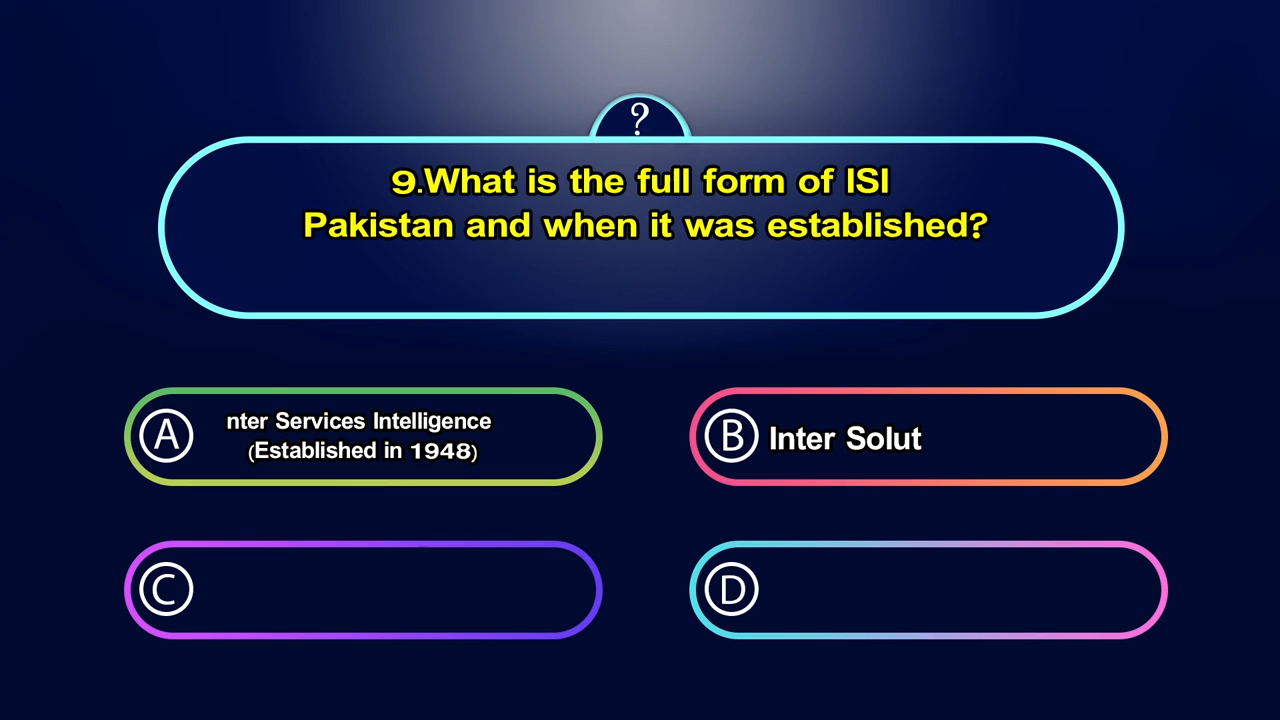 ?
9.What is the full form of ISI
Pakistan and when it was established?
A
nter Services Intelligence
(Established in 1948)
B
Inter Solut
C
D